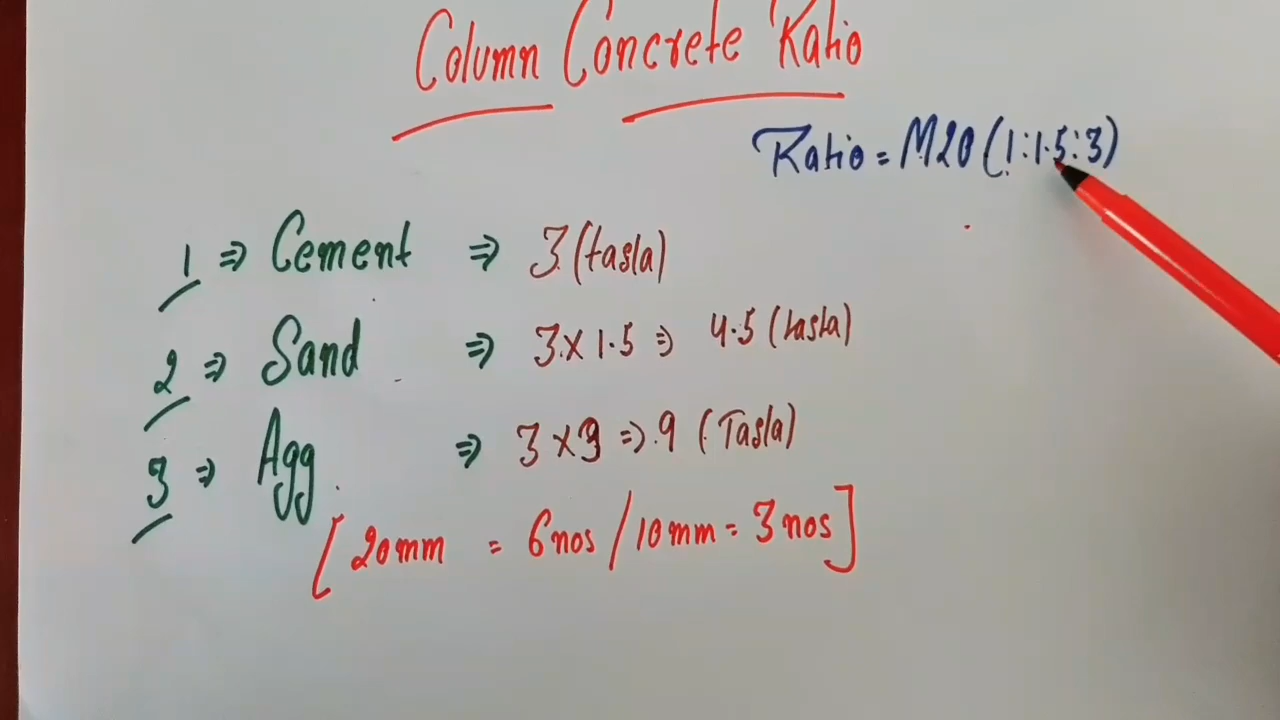 Column Concrete Ratio
Ratio = M20 (1:1.5:3)
1 ⇒ Cement ⇒ 3 (tasla)
2 ⇒ Sand ⇒ 3 x 1.5 ⇒ 4.5 (tasla)
3 ⇒ Agg ⇒ 3 x 3 ⇒ 9 (Tasla)
[20mm = 6nos / 10mm = 3nos]